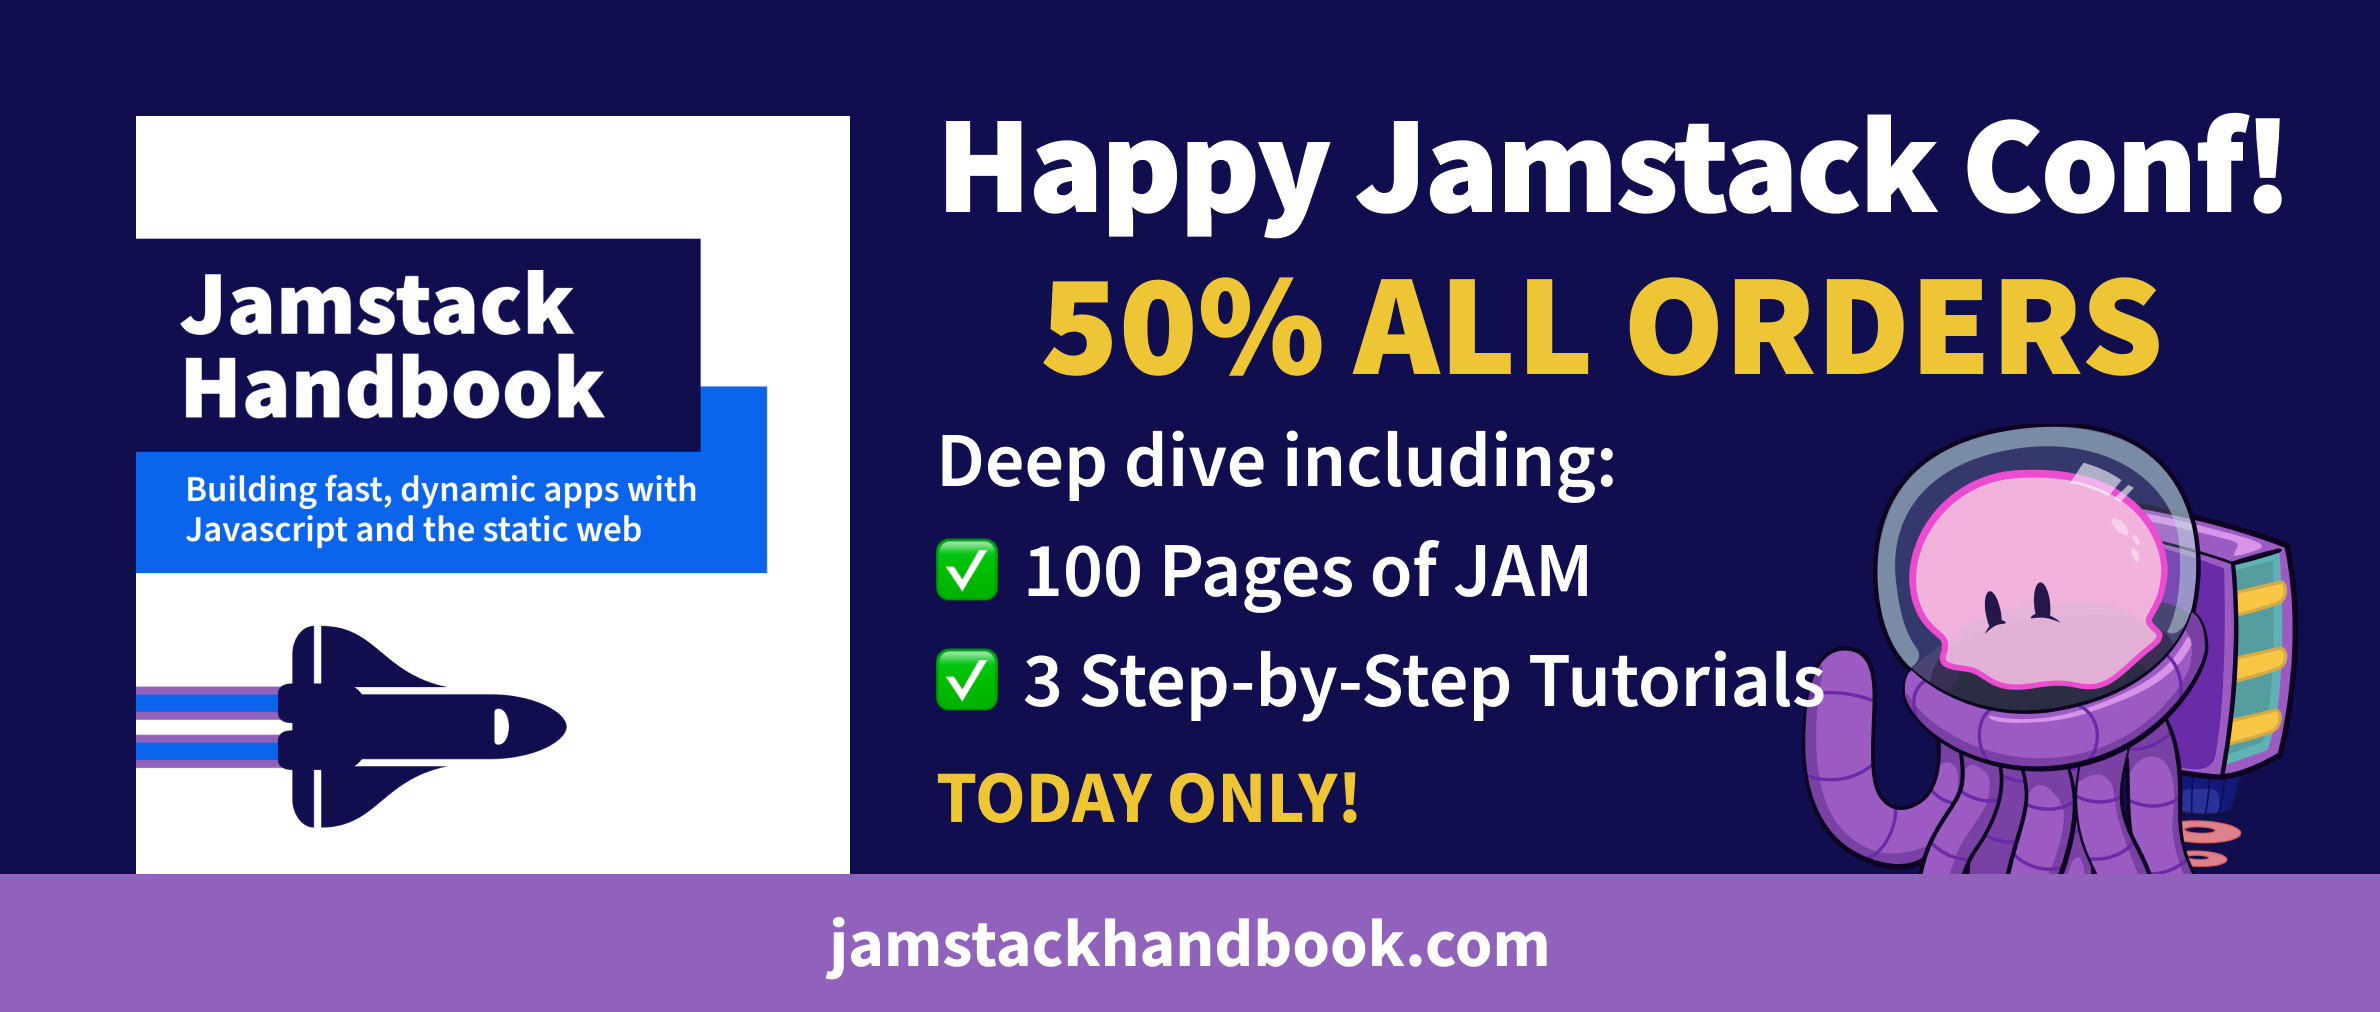 Jamstack
Handbook
Building fast, dynamic apps with
Javascript and the static web
Happy Jamstack Conf!
50% ALL ORDERS
Deep dive including:
✅ 100 Pages of JAM
✅ 3 Step-by-Step Tutorials
TODAY ONLY!
jamstackhandbook.com